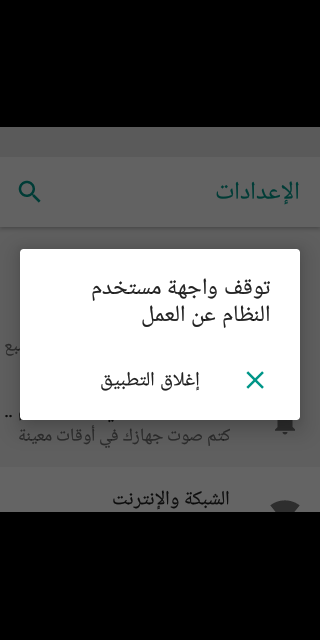 الإعدادات
توقف واجهة مستخدم
النظام عن العمل
إغلاق التطبيق
كتم صوت جهازك في أوقات معينة
الشبكة والإنترنت